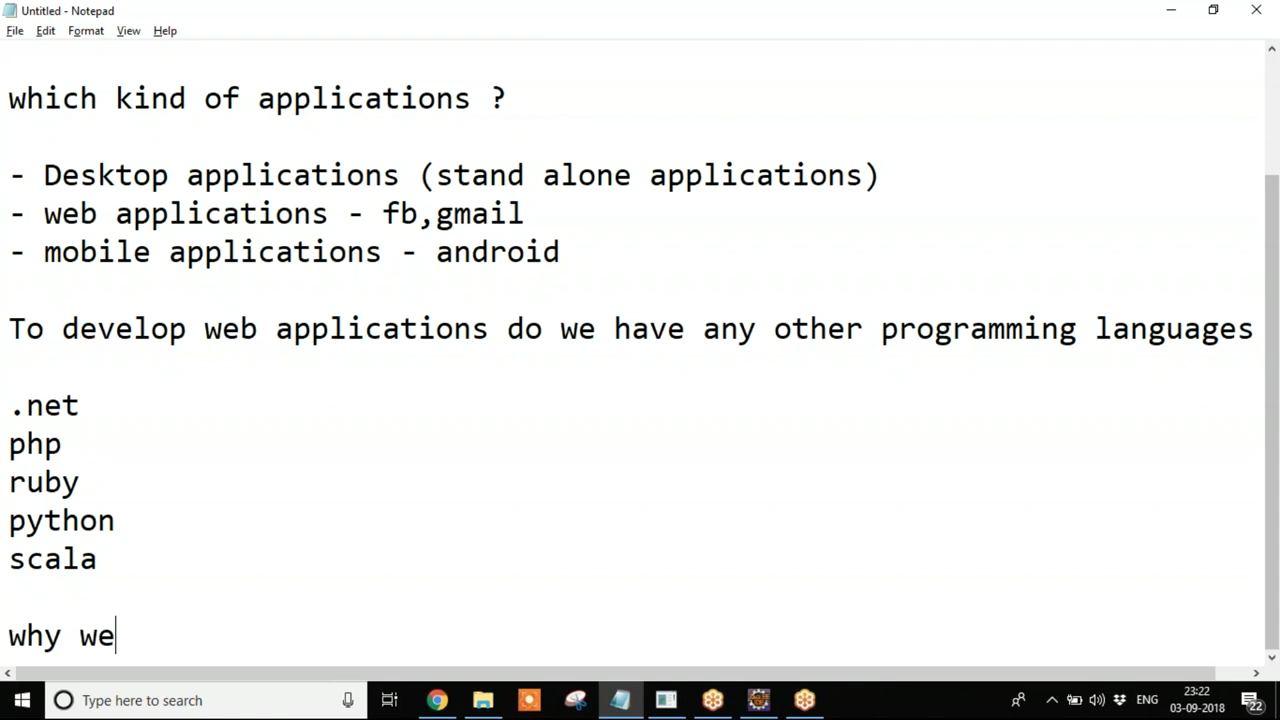 Untitled - Notepad
File Edit Format View Help
which kind of applications ?
- Desktop applications (stand alone applications)
- web applications - fb,gmail
- mobile applications - android
To develop web applications do we have any other programming languages
.net
php
ruby
python
scala
why we
Type here to search
ENG
23:22
03-09-2018
22